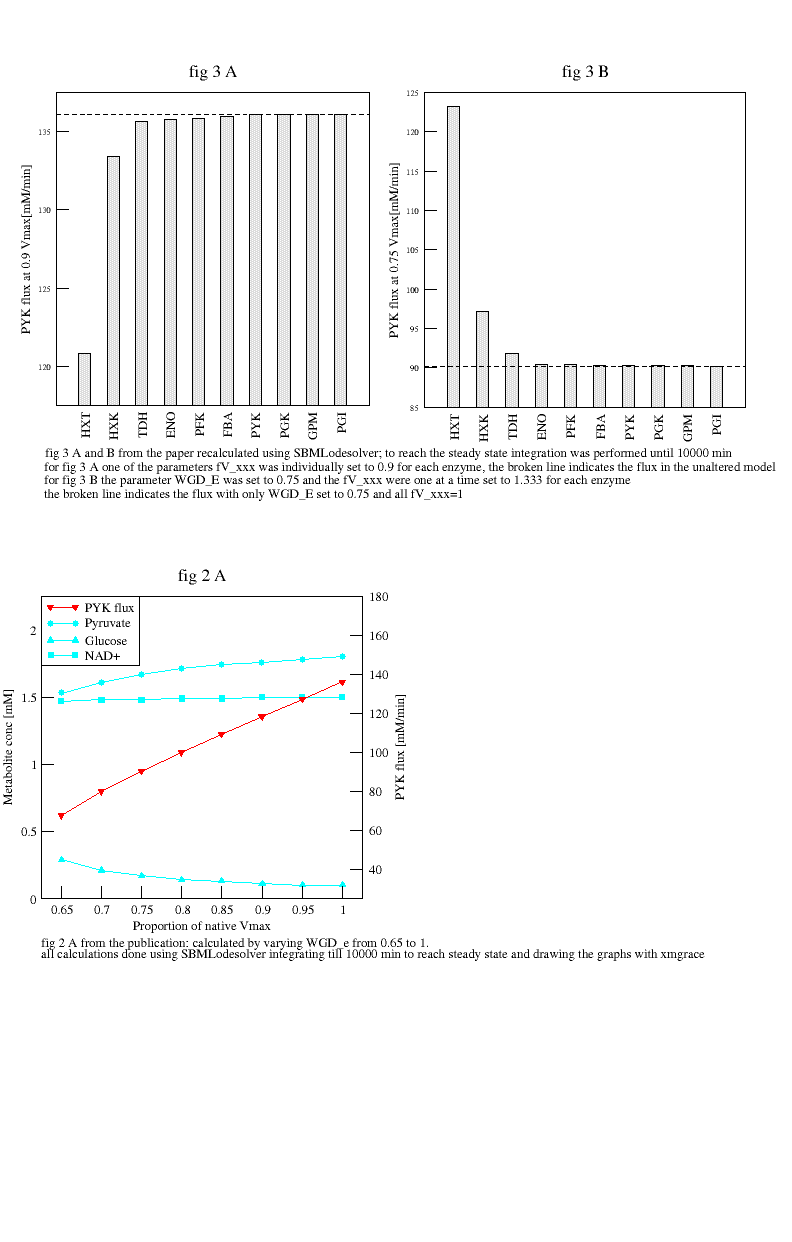 fig 3 A
PYK flux at 0.9 Vmax[mM/min]
135
130
125
120
HXT
HXK
TDH
ENO
PFK
FBA
PYK
PGK
GPM
PGI
fig 3 B
PYK flux at 0.75 Vmax[mM/min]
125
120
115
110
105
100
95
90
85
HXT
HXK
TDH
ENO
PFK
FBA
PYK
PGK
GPM
PGI
fig 3 A and B from the paper recalculated using SBMLodesolver; to reach the steady state integration was performed until 10000 min
for fig 3 A one of the parameters fV_xxx was individually set to 0.9 for each enzyme, the broken line indicates the flux in the unaltered model
for fig 3 B the parameter WGD_E was set to 0.75 and the fV_xxx were one at a time set to 1.333 for each enzyme
the broken line indicates the flux with only WGD_E set to 0.75 and all fV_xxx=1
fig 2 A
PYK flux
Pyruvate
Glucose
NAD+
Metabolite conc [mM]
2
1.5
1
0.5
0
180
160
140
120
100
80
60
40
PYK flux [mM/min]
0.65 0.7 0.75 0.8 0.85 0.9 0.95 1
Proportion of native Vmax
fig 2 A from the publication: calculated by varying WGD_e from 0.65 to 1.
all calculations done using SBMLodesolver integrating till 10000 min to reach steady state and drawing the graphs with xmgrace